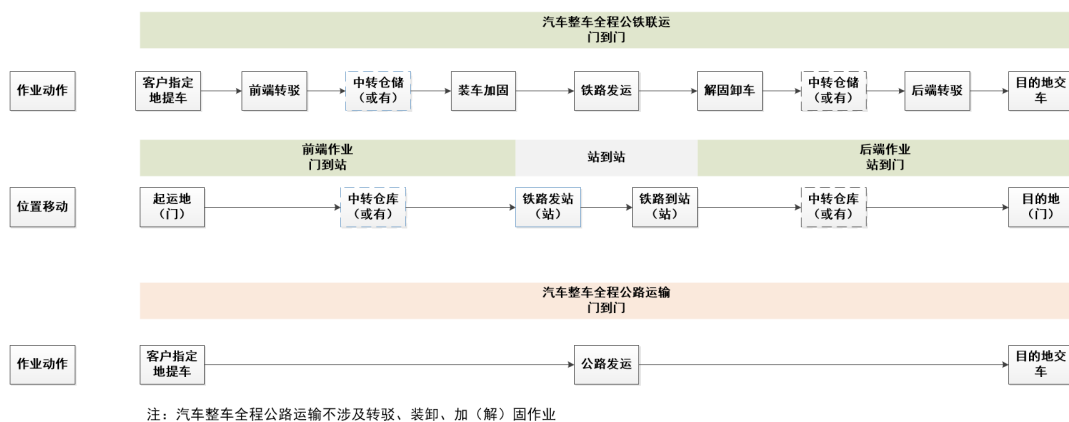 汽车整车全程公铁联运
门到门
作业动作
客户指定
地提车
前端转驳
中转仓储
（或有）
装车加固
铁路发运
解固卸车
中转仓储
（或有）
后端转驳
目的地交
车
前端作业
门到站
站到站
后端作业
站到门
位置移动
起运地
（门）
中转仓库
（或有）
铁路发站
（站）
铁路到站
（站）
中转仓库
（或有）
目的地
（门）
汽车整车全程公路运输
门到门
作业动作
客户指定
地提车
公路发运
目的地交
车
注：汽车整车全程公路运输不涉及转驳、装卸、加（解）固作业